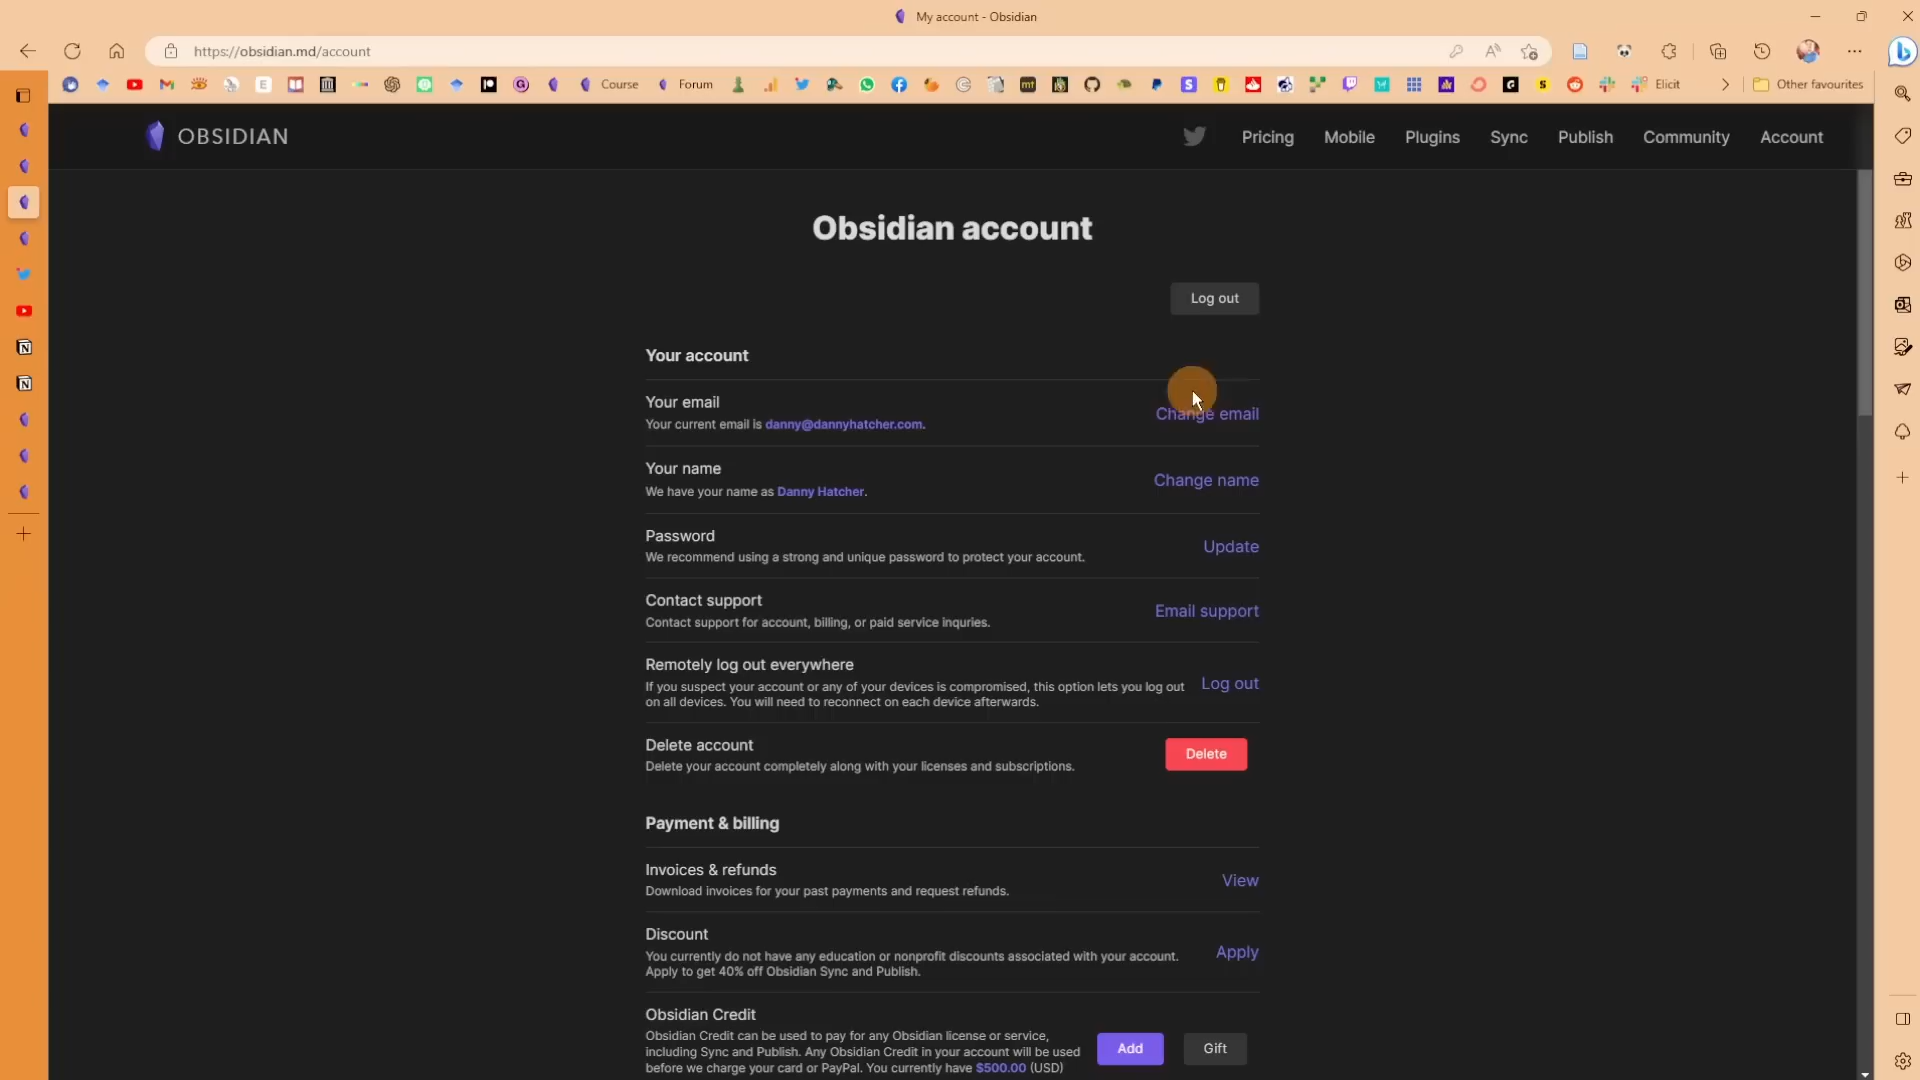 My account - Obsidian
https://obsidian.md/account
Course
Forum
Elicit
Other favourites
OBSIDIAN
Pricing
Mobile
Plugins
Sync
Publish
Community
Account
Obsidian account
Log out
Your account
Your email
Your current email is danny@dannyhatcher.com.
Change email
Your name
We have your name as Danny Hatcher.
Change name
Password
We recommend using a strong and unique password to protect your account.
Update
Contact support
Contact support for account, billing, or paid service inquries.
Email support
Remotely log out everywhere
If you suspect your account or any of your devices is compromised, this option lets you log out
on all devices. You will need to reconnect on each device afterwards.
Log out
Delete account
Delete your account completely along with your licenses and subscriptions.
Delete
Payment & billing
Invoices & refunds
Download invoices for your past payments and request refunds.
View
Discount
You currently do not have any education or nonprofit discounts associated with your account.
Apply to get 40% off Obsidian Sync and Publish.
Apply
Obsidian Credit
Obsidian Credit can be used to pay for any Obsidian license or service,
including Sync and Publish. Any Obsidian Credit in your account will be used
before we charge your card or PayPal. You currently have $500.00 (USD)
Add
Gift